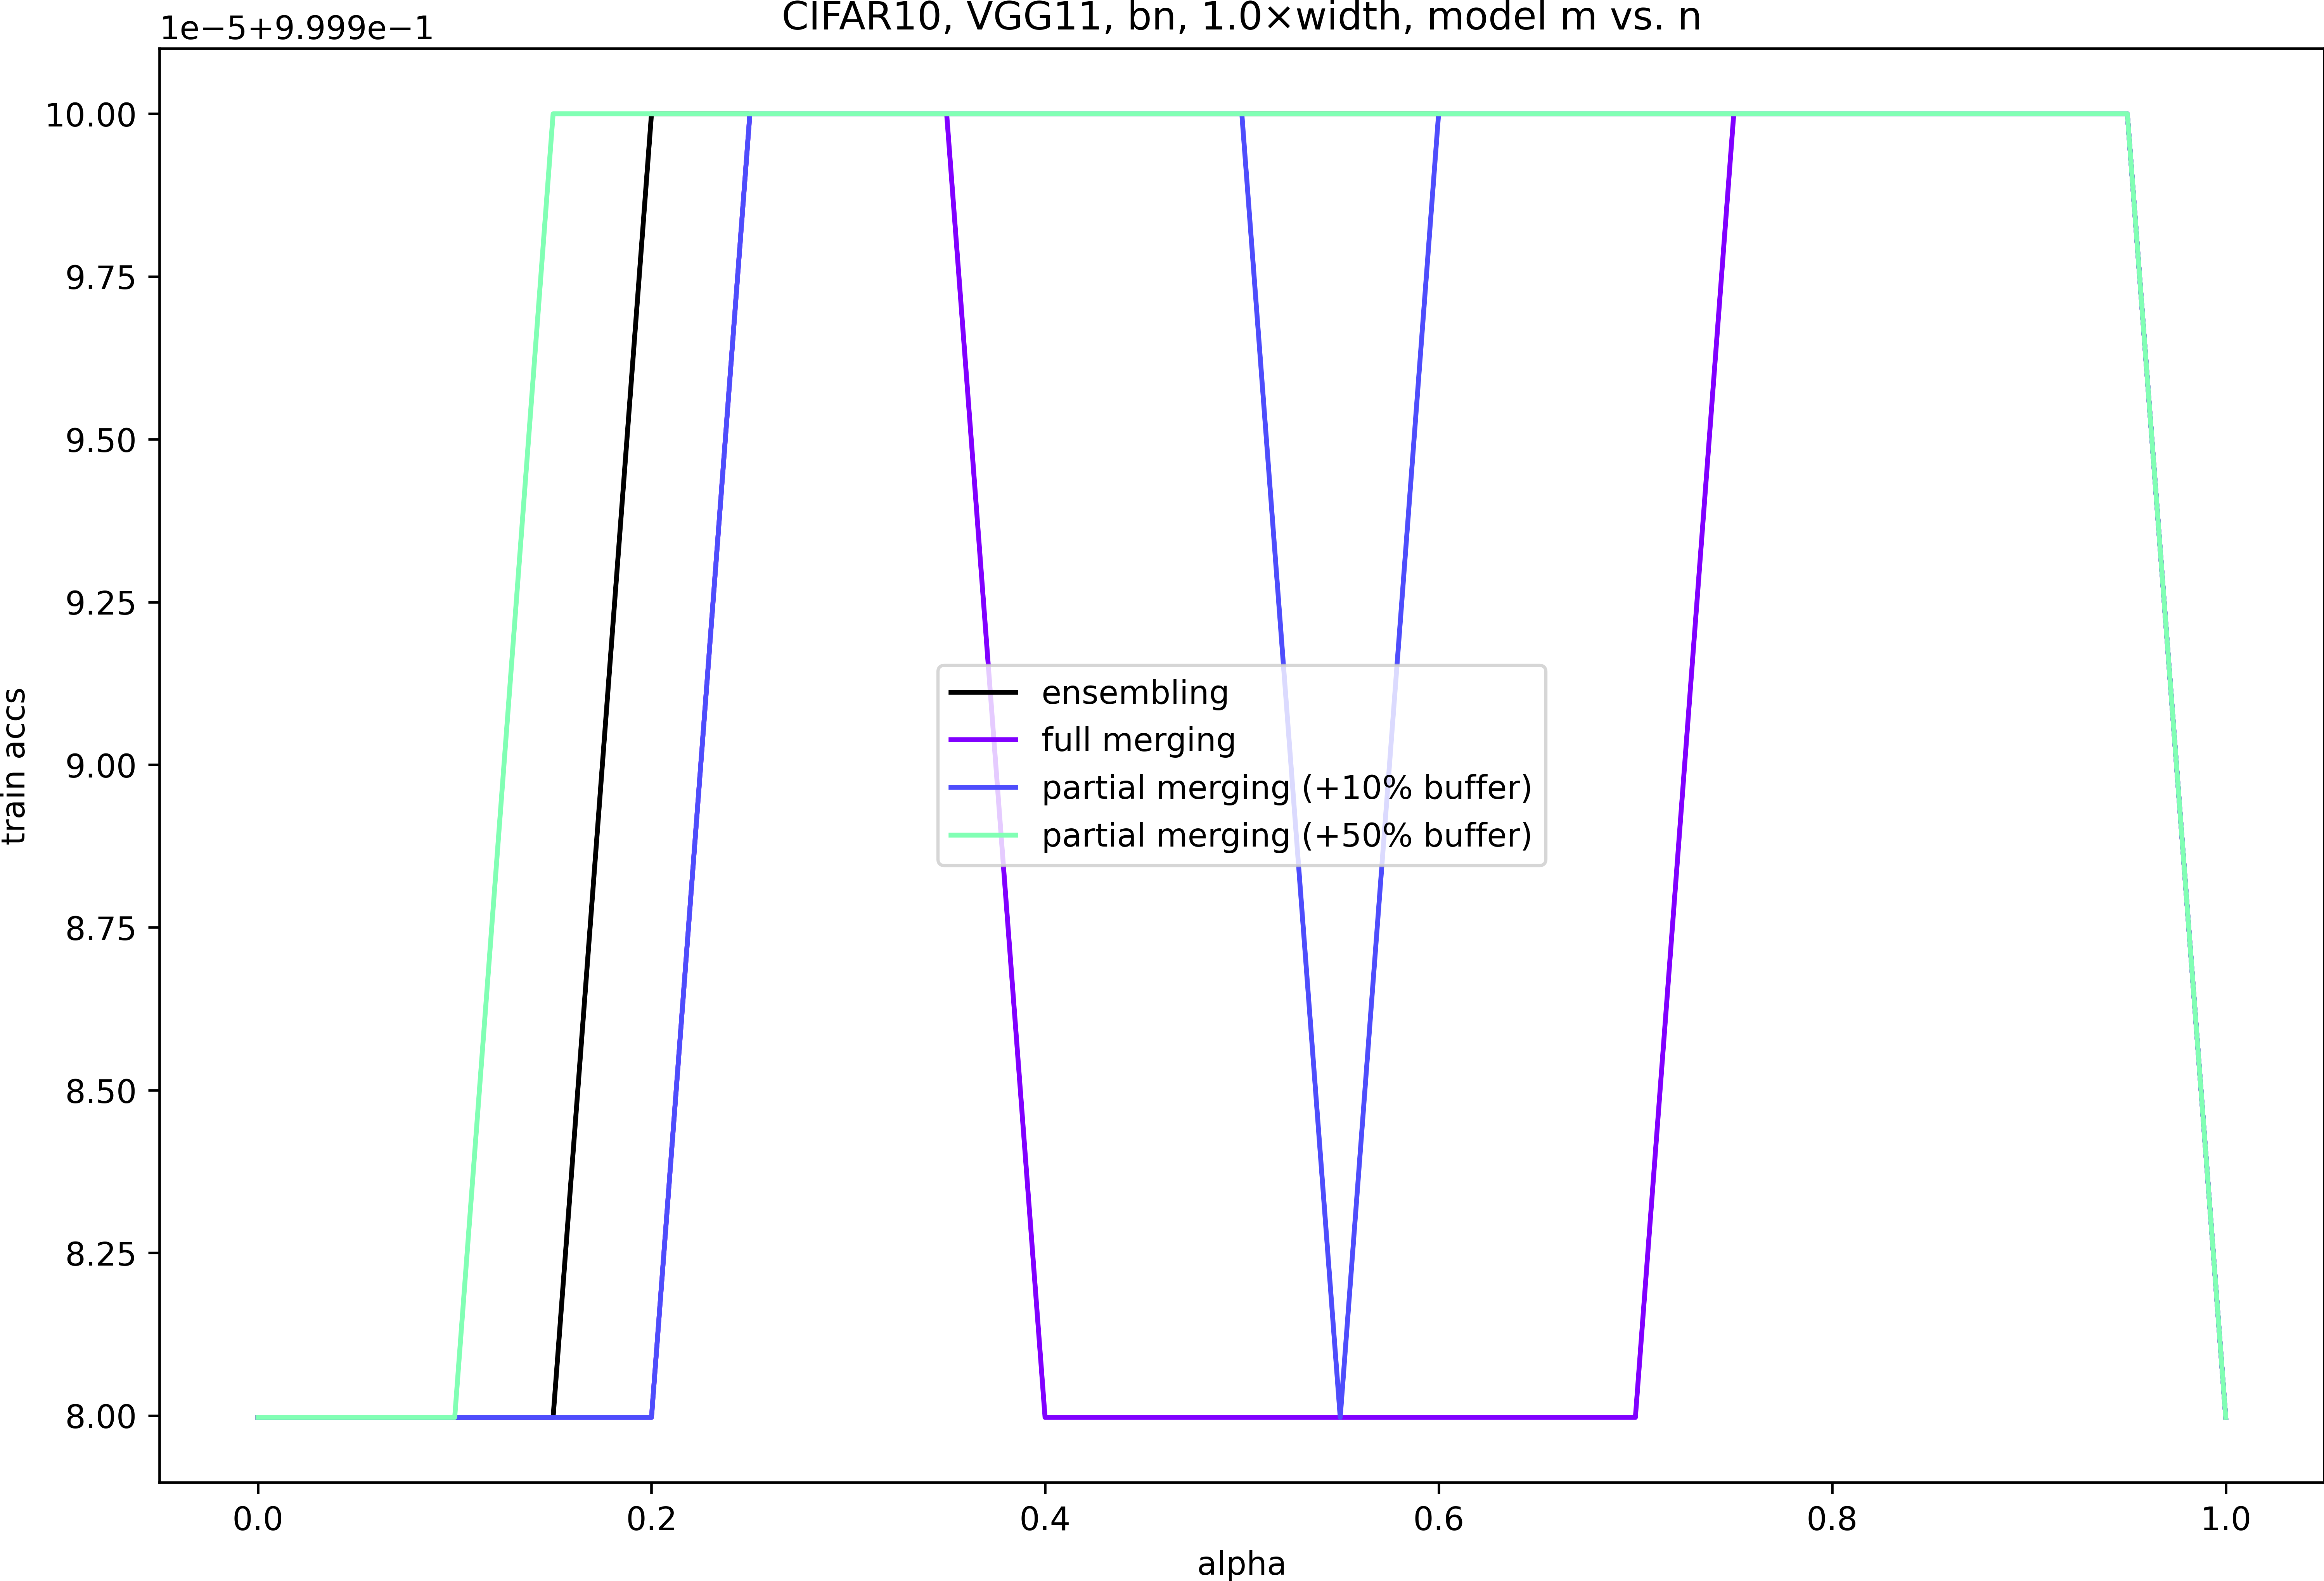 CIFAR10, VGG11, bn, 1.0×width, model m vs. n
1e−5+9.999e−1
10.00
9.75
9.50
9.25
9.00
8.75
8.50
8.25
8.00
train accs
ensembling
full merging
partial merging (+10% buffer)
partial merging (+50% buffer)
0.0 0.2 0.4 0.6 0.8 1.0
alpha